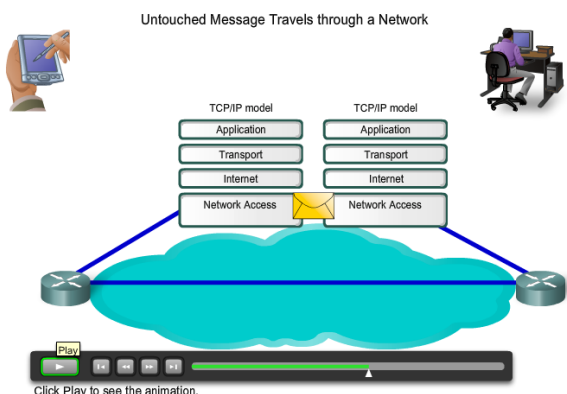 Untouched Message Travels through a Network
TCP/IP model TCP/IP model
Application Application
Transport Transport
Internet Internet
Network Access Network Access
Play
Click Play to see the animation.